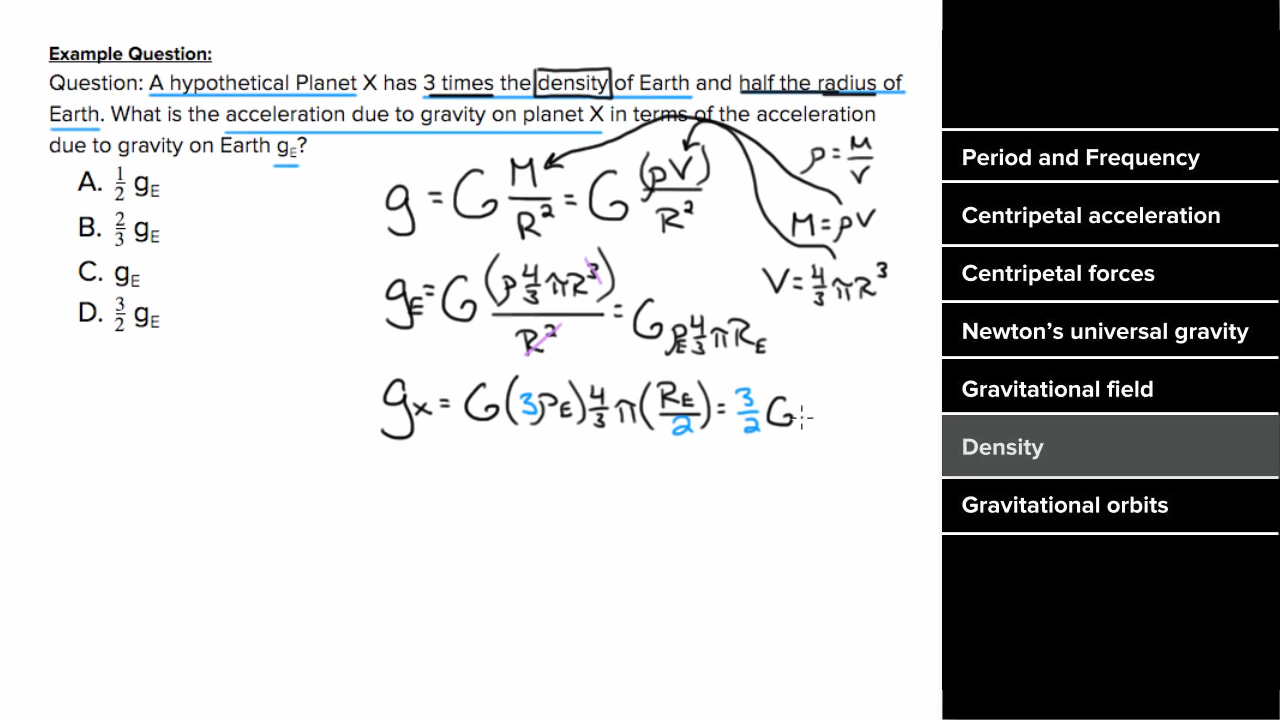 Example Question:
Question: A hypothetical Planet X has 3 times the density of Earth and half the radius of
Earth. What is the acceleration due to gravity on planet X in terms of the acceleration
due to gravity on Earth gE?
A. 1/2 gE
B. 2/3 gE
C. gE
D. 3/2 gE
g = G M/R² = G (ρV)/R²
ρ = M/V
M = ρV
V = 4/3 πR³
gE = G (ρ 4/3 πR³)/R² = G ρE 4/3 π RE
gx = G (3ρE) 4/3 π (RE/2) = 3/2 G
Period and Frequency
Centripetal acceleration
Centripetal forces
Newton’s universal gravity
Gravitational field
Density
Gravitational orbits